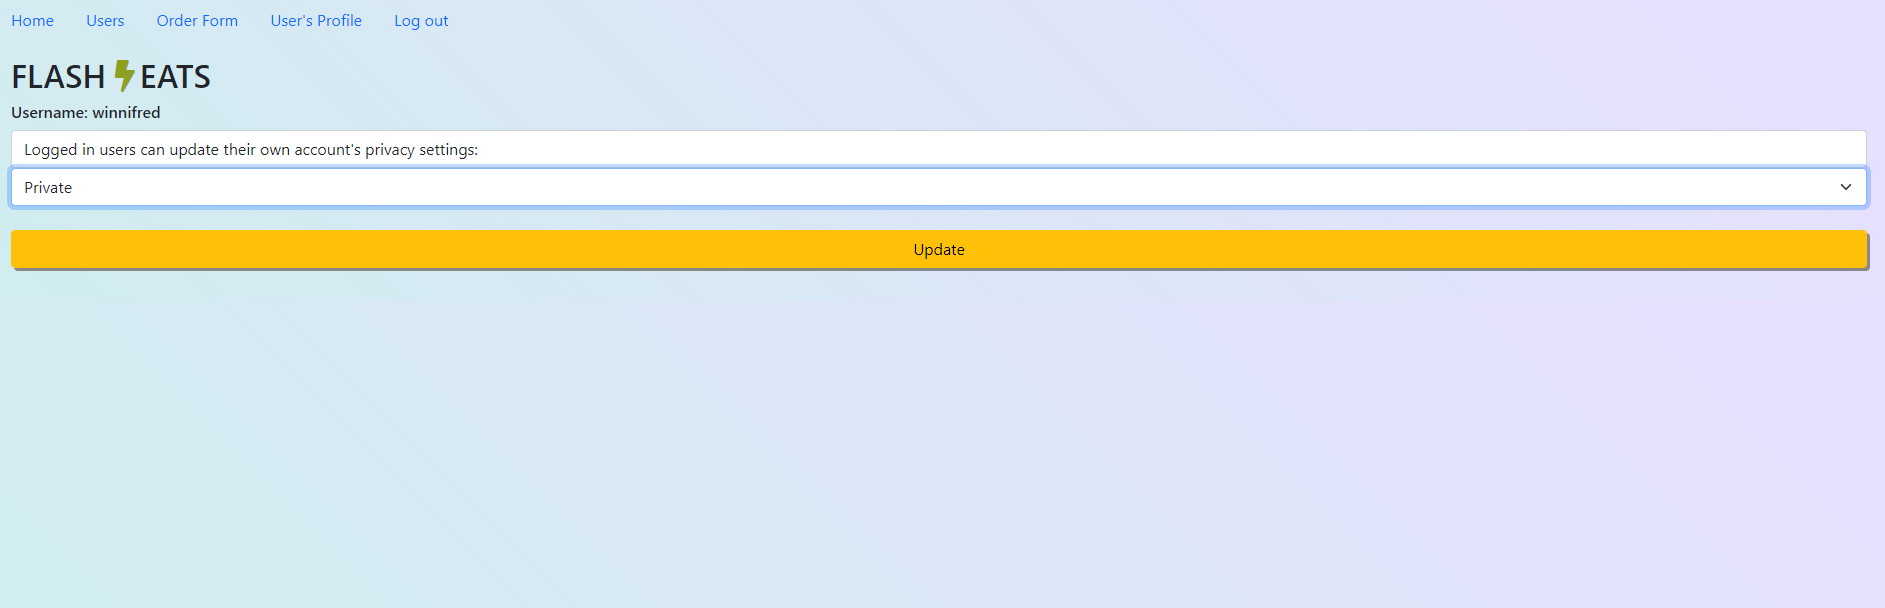 Home Users Order Form User's Profile Log out
FLASH EATS
Username: winnifred
Logged in users can update their own account's privacy settings:
Private
Update